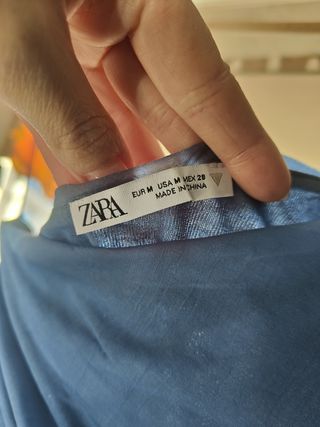 ZARA
EUR M USA M MEX 28
MADE IN CHINA